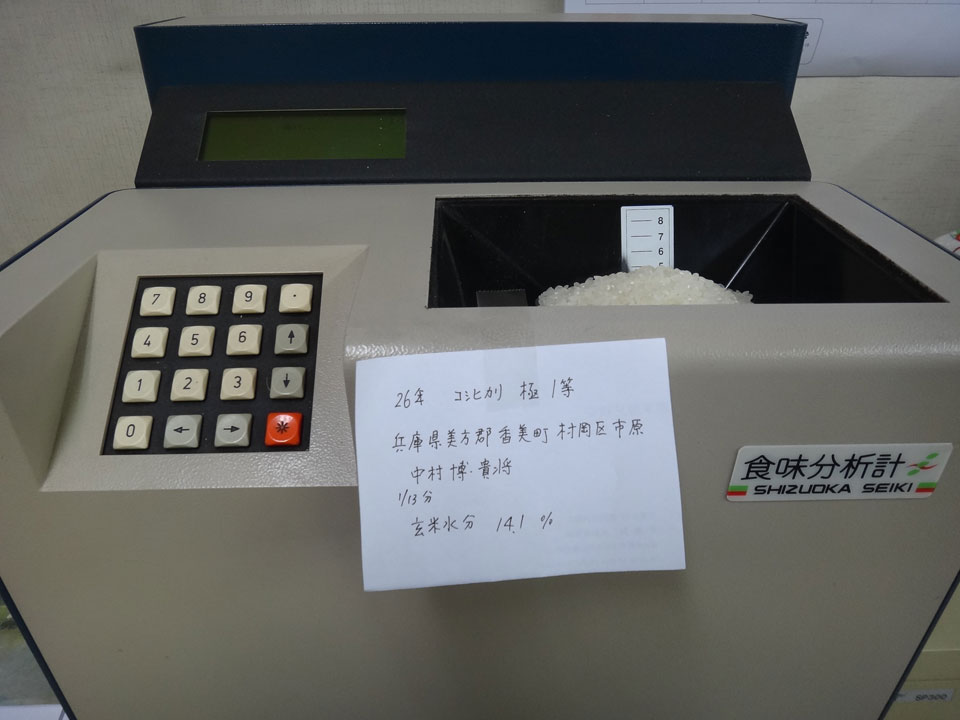 8
7
6
5
7 8 9 .
4 5 6 ↑
1 2 3 ↓
0 ← → *
26年 コシヒカリ 極 1等
兵庫県美方郡香美町村岡区市原
中村博・貴将
1/13分
玄米水分 14.1 %
食味分析計
SHIZUOKA SEIKI
SP300